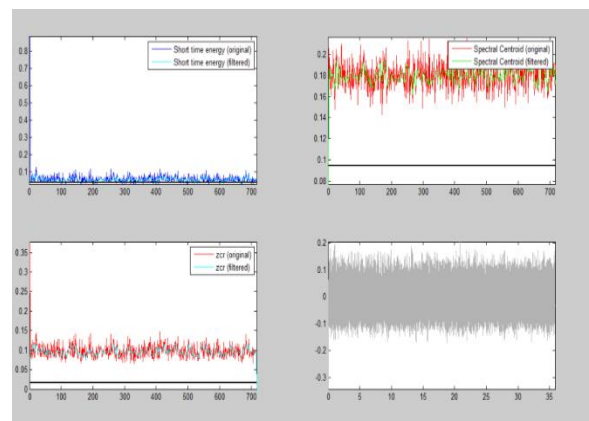 Short time energy (original)
Short time energy (filtered)
0.8
0.7
0.6
0.5
0.4
0.3
0.2
0.1
0 100 200 300 400 500 600 700
Spectral Centroid (original)
Spectral Centroid (filtered)
0.2
0.18
0.16
0.14
0.12
0.1
0.08
0 100 200 300 400 500 600 700
zcr (original)
zcr (filtered)
0.35
0.3
0.25
0.2
0.15
0.1
0.05
0
0 100 200 300 400 500 600 700
0.2
0.1
0
-0.1
-0.2
-0.3
0 5 10 15 20 25 30 35